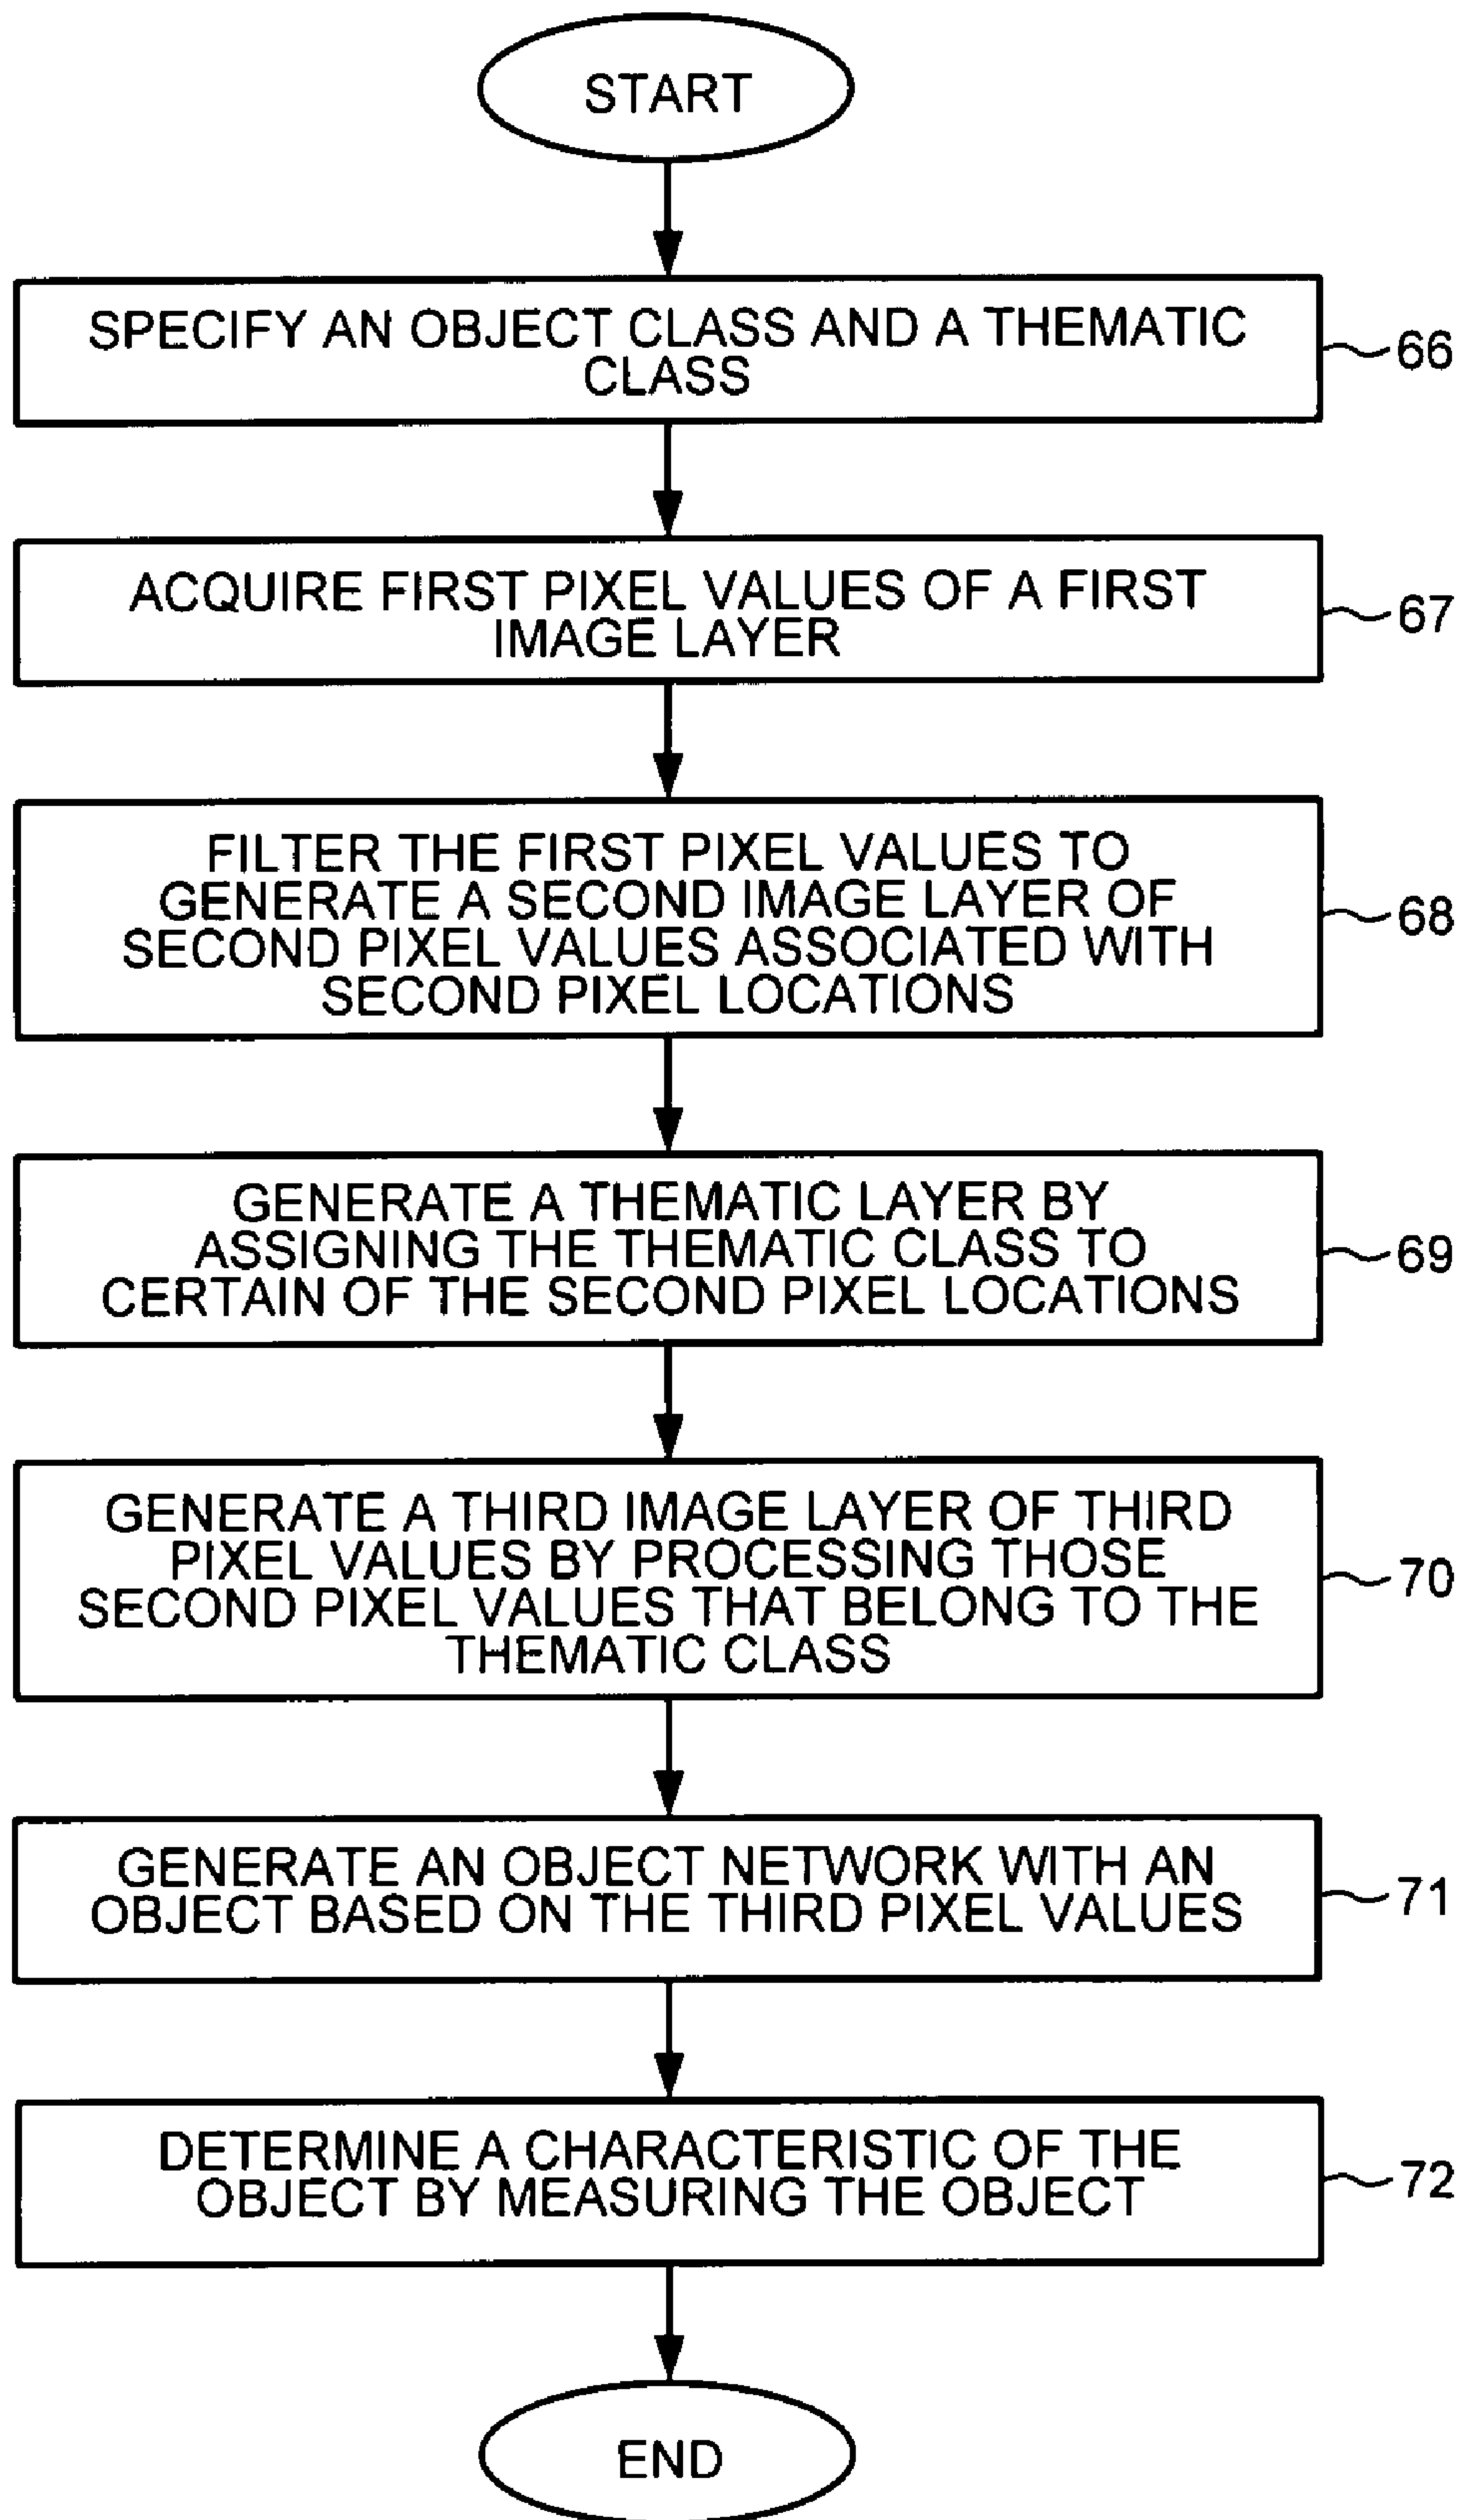 START
SPECIFY AN OBJECT CLASS AND A THEMATIC
CLASS
66
ACQUIRE FIRST PIXEL VALUES OF A FIRST
IMAGE LAYER
67
FILTER THE FIRST PIXEL VALUES TO
GENERATE A SECOND IMAGE LAYER OF
SECOND PIXEL VALUES ASSOCIATED WITH
SECOND PIXEL LOCATIONS
68
GENERATE A THEMATIC LAYER BY
ASSIGNING THE THEMATIC CLASS TO
CERTAIN OF THE SECOND PIXEL LOCATIONS
69
GENERATE A THIRD IMAGE LAYER OF THIRD
PIXEL VALUES BY PROCESSING THOSE
SECOND PIXEL VALUES THAT BELONG TO THE
THEMATIC CLASS
70
GENERATE AN OBJECT NETWORK WITH AN
OBJECT BASED ON THE THIRD PIXEL VALUES
71
DETERMINE A CHARACTERISTIC OF THE
OBJECT BY MEASURING THE OBJECT
72
END